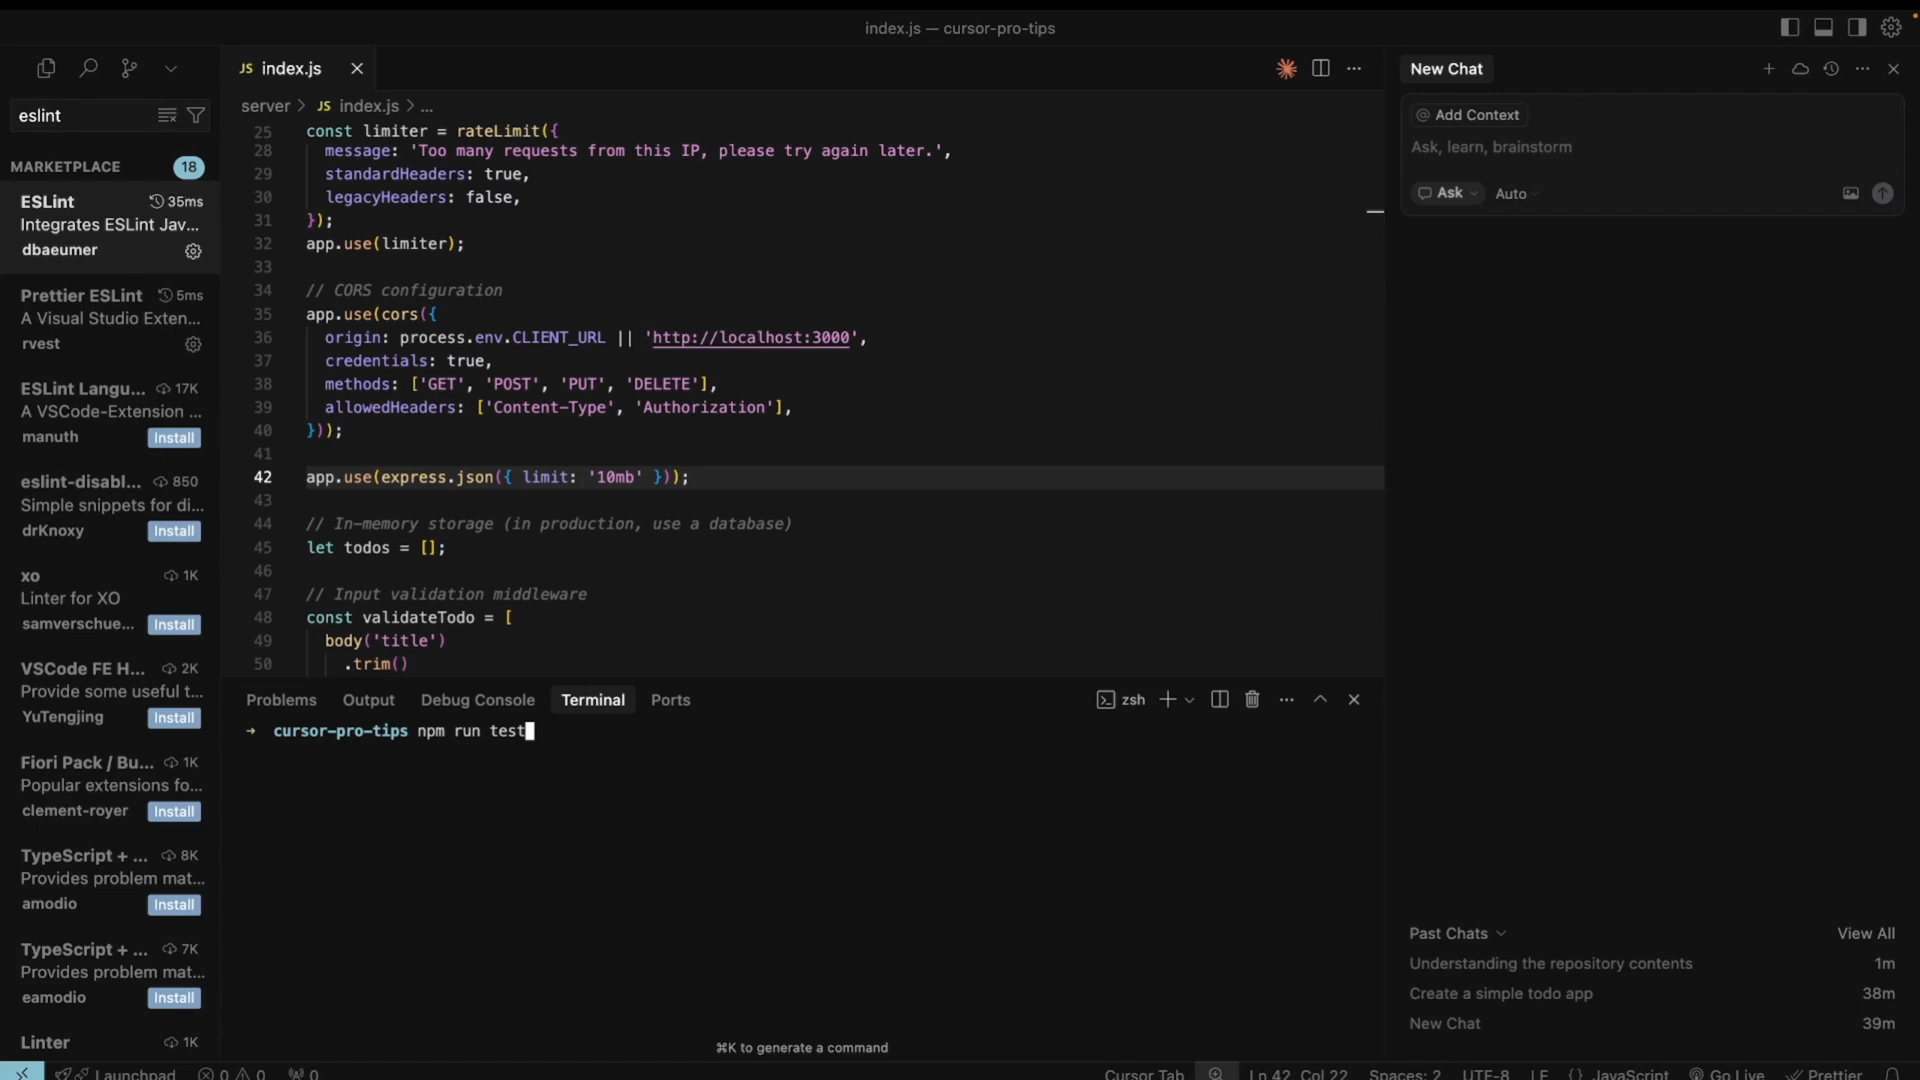 index.js — cursor-pro-tips
eslint
MARKETPLACE
18
ESLint
35ms
Integrates ESLint Jav...
dbaeumer
Prettier ESLint
5ms
A Visual Studio Exten...
rvest
ESLint Langu...
17K
A VSCode-Extension ...
manuth
Install
eslint-disabl...
850
Simple snippets for di...
drKnoxy
Install
xo
1K
Linter for XO
samverschue...
Install
VSCode FE H...
2K
Provide some useful t...
YuTengjing
Install
Fiori Pack / Bu...
1K
Popular extensions fo...
clement-royer
Install
TypeScript + ...
8K
Provides problem mat...
amodio
Install
TypeScript + ...
7K
Provides problem mat...
eamodio
Install
Linter
1K
JS index.js
server > JS index.js > ...
25 const limiter = rateLimit({
28 message: 'Too many requests from this IP, please try again later.',
29 standardHeaders: true,
30 legacyHeaders: false,
31 });
32 app.use(limiter);
33
34 // CORS configuration
35 app.use(cors({
36 origin: process.env.CLIENT_URL || 'http://localhost:3000',
37 credentials: true,
38 methods: ['GET', 'POST', 'PUT', 'DELETE'],
39 allowedHeaders: ['Content-Type', 'Authorization'],
40 }));
41
42 app.use(express.json({ limit: '10mb' }));
43
44 // In-memory storage (in production, use a database)
45 let todos = [];
46
47 // Input validation middleware
48 const validateTodo = [
49 body('title')
50 .trim()
Problems Output Debug Console Terminal Ports
zsh
→ cursor-pro-tips npm run test
⌘K to generate a command
New Chat
@ Add Context
Ask, learn, brainstorm
Ask Auto
Past Chats
View All
Understanding the repository contents 1m
Create a simple todo app 38m
New Chat 39m
Launchpad 0 0 0
Cursor Tab Ln 42, Col 22 Spaces: 2 UTF-8 LF {} JavaScript Go Live Prettier